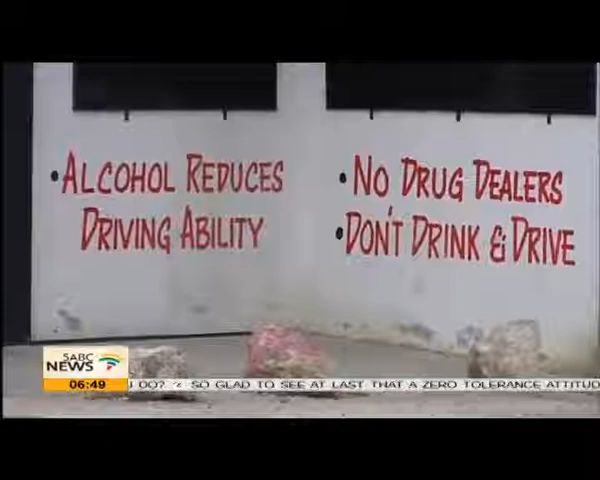 • ALCOHOL REDUCES
DRIVING ABILITY
• NO DRUG DEALERS
• DON'T DRINK & DRIVE
SABC
NEWS
06:49
DO? SO GLAD TO SEE AT LAST THAT A ZERO TOLERANCE ATTITUD